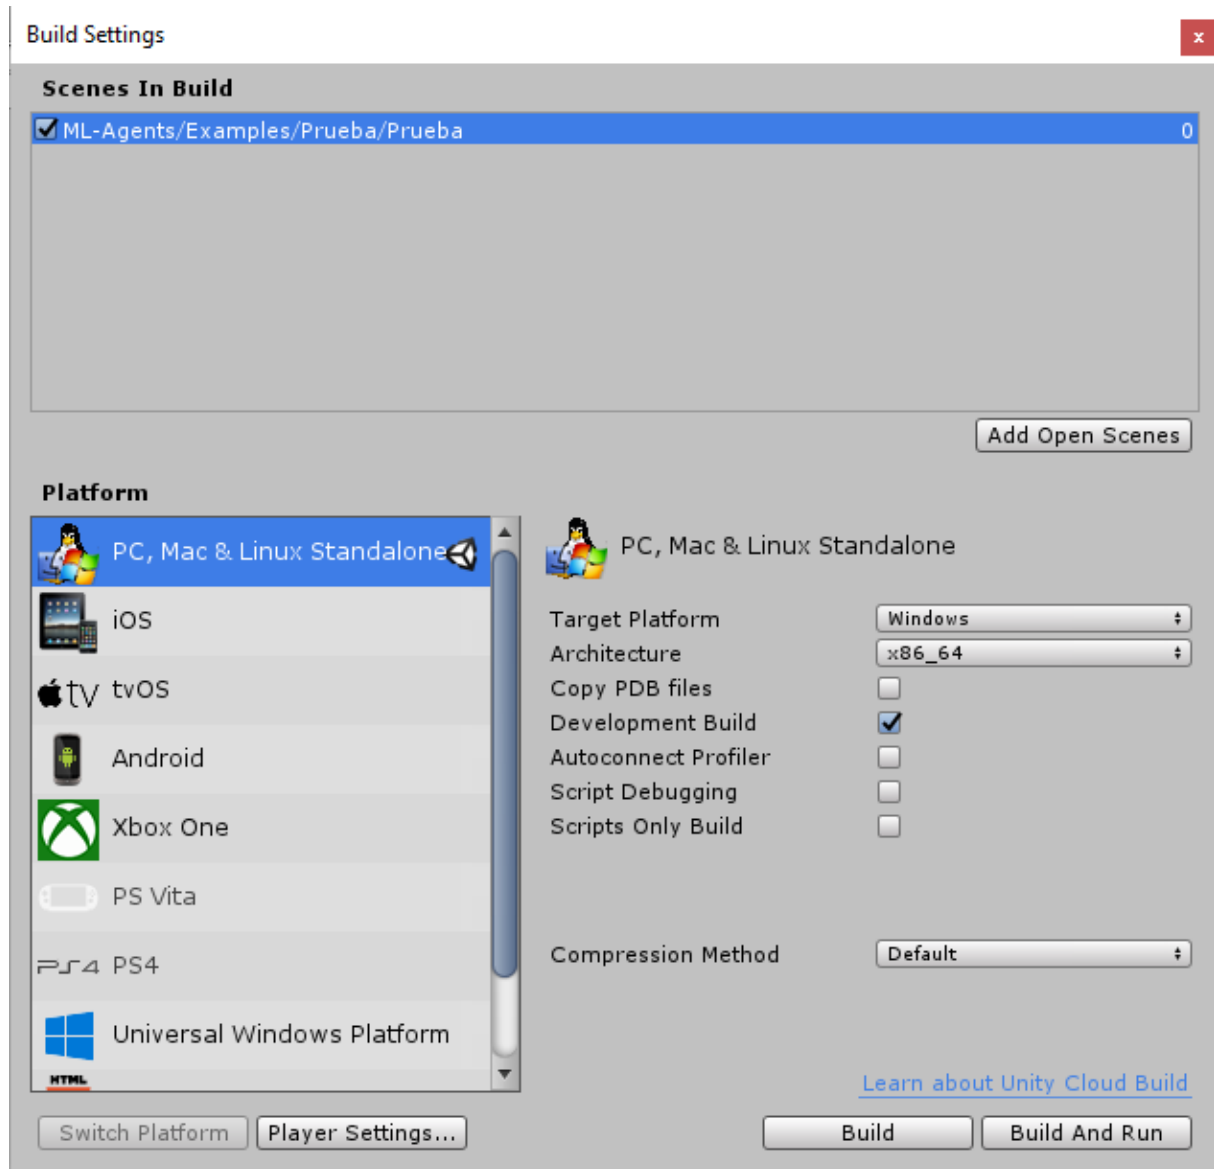 Build Settings
x
Scenes In Build
ML-Agents/Examples/Prueba/Prueba 0
Add Open Scenes
Platform
PC, Mac & Linux Standalone
iOS
tv tvOS
Android
Xbox One
PS Vita
PS4 PS4
Universal Windows Platform
HTML
PC, Mac & Linux Standalone
Target Platform Windows
Architecture x86_64
Copy PDB files
Development Build
Autoconnect Profiler
Script Debugging
Scripts Only Build
Compression Method Default
Learn about Unity Cloud Build
Switch Platform Player Settings... Build Build And Run